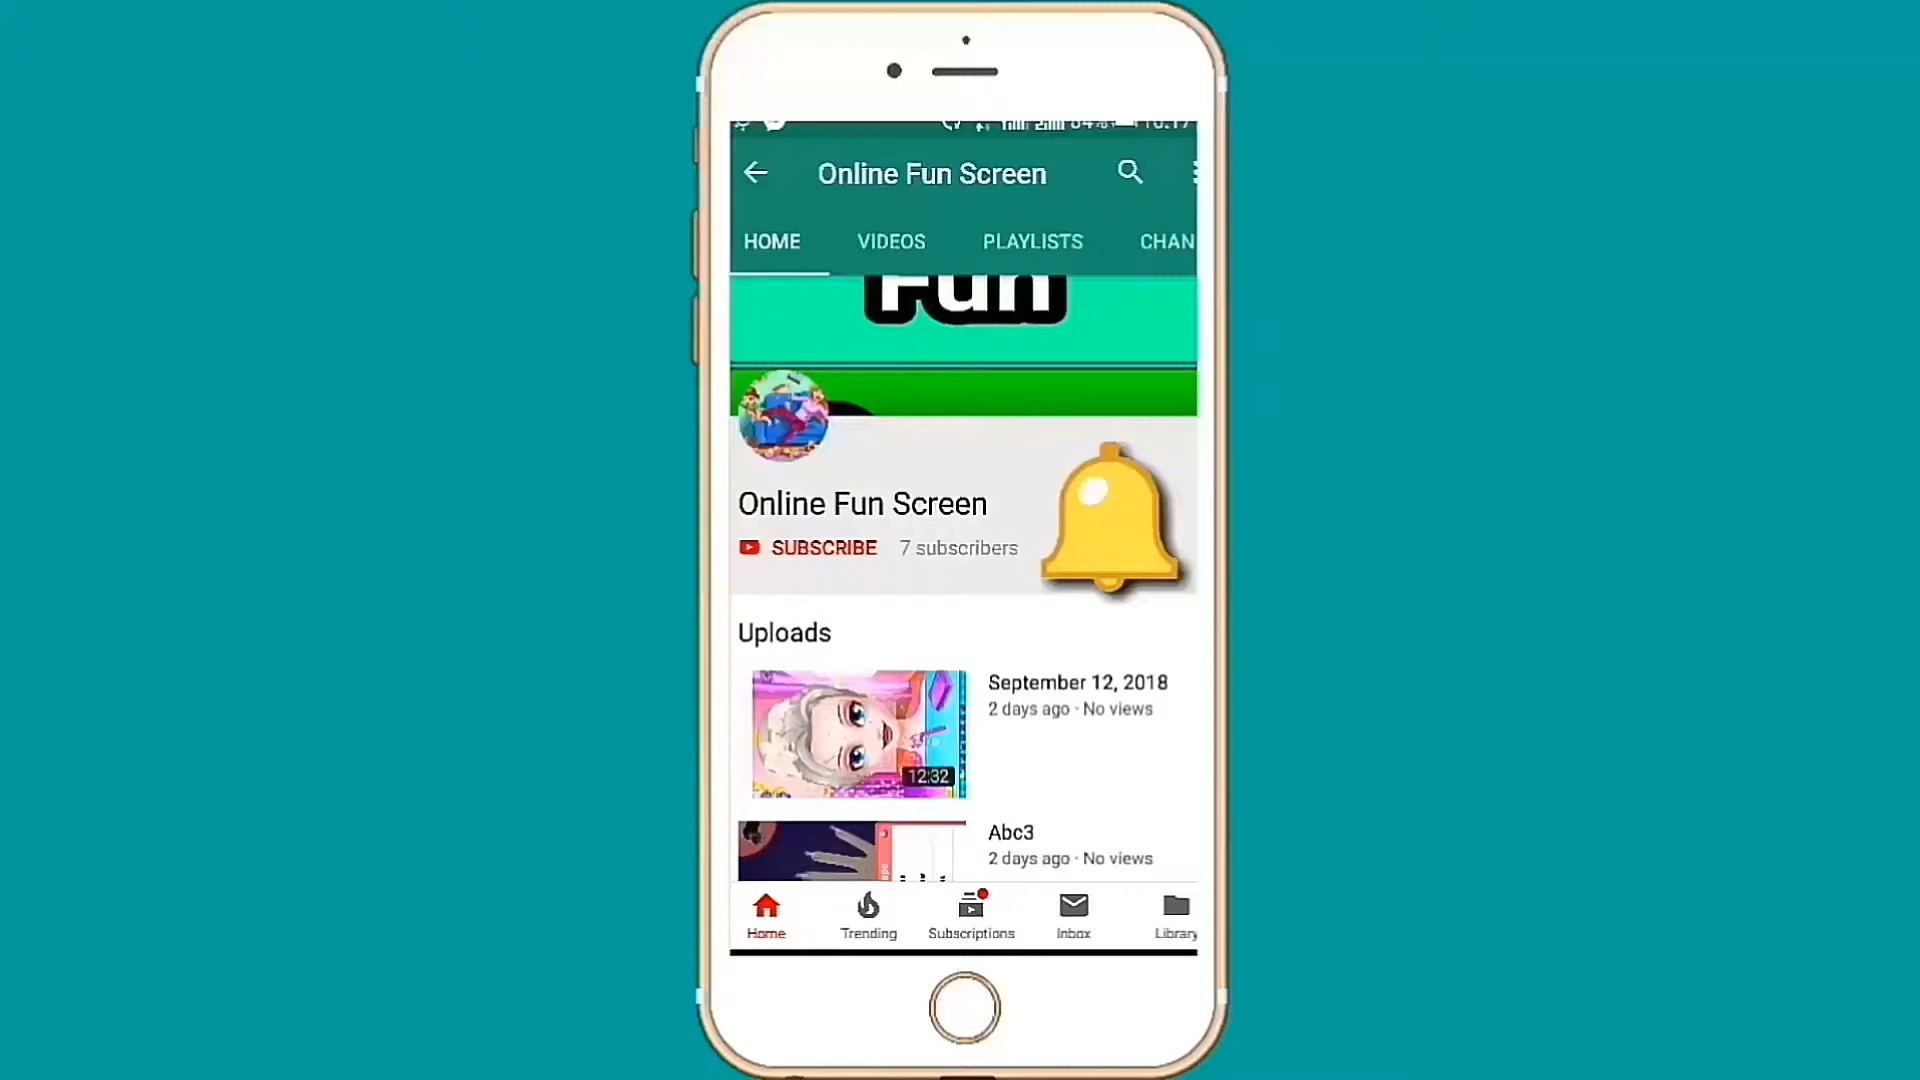 Online Fun Screen
HOME VIDEOS PLAYLISTS CHAN
Fun
Online Fun Screen
SUBSCRIBE 7 subscribers
Uploads
September 12, 2018
2 days ago · No views
12:32
Abc3
2 days ago · No views
Home Trending Subscriptions Inbox Library